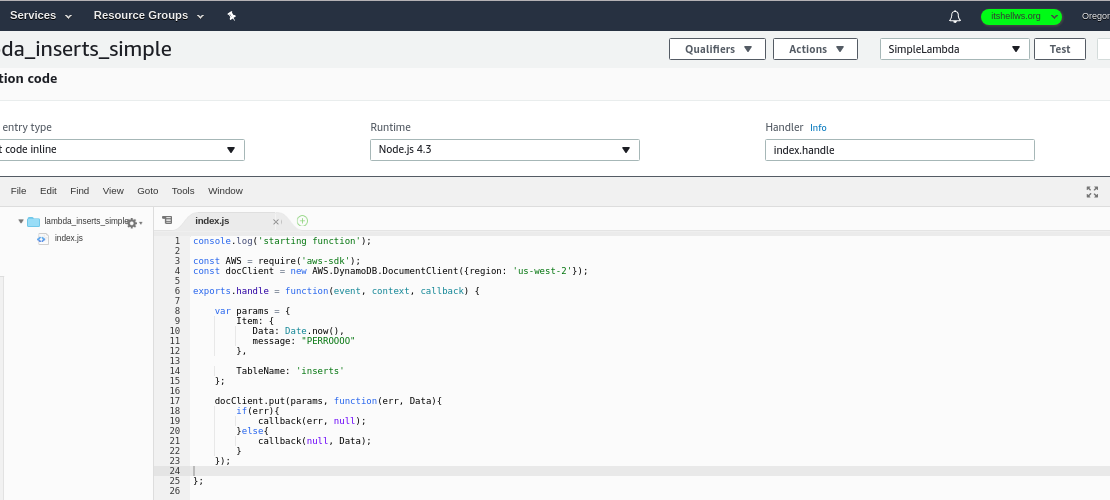 Services Resource Groups itshellws.org Oregon
da_inserts_simple Qualifiers Actions SimpleLambda Test
tion code
entry type Runtime Handler Info
t code inline Node.js 4.3 index.handle
File Edit Find View Goto Tools Window
lambda_inserts_simple index.js
index.js
1 console.log('starting function');
2
3 const AWS = require('aws-sdk');
4 const docClient = new AWS.DynamoDB.DocumentClient({region: 'us-west-2'});
5
6 exports.handle = function(event, context, callback) {
7
8 var params = {
9 Item: {
10 Data: Date.now(),
11 message: "PERROOOO"
12 },
13
14 TableName: 'inserts'
15 };
16
17 docClient.put(params, function(err, Data){
18 if(err){
19 callback(err, null);
20 }else{
21 callback(null, Data);
22 }
23 });
24
25 };
26